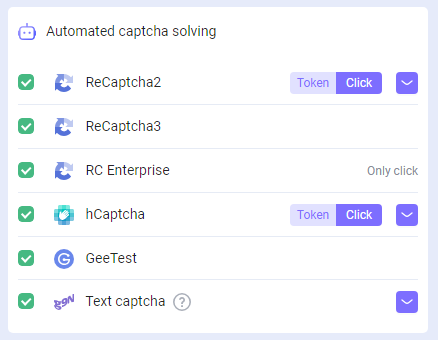 Automated captcha solving
ReCaptcha2 Token Click
ReCaptcha3
RC Enterprise Only click
hCaptcha Token Click
GeeTest
Text captcha ?